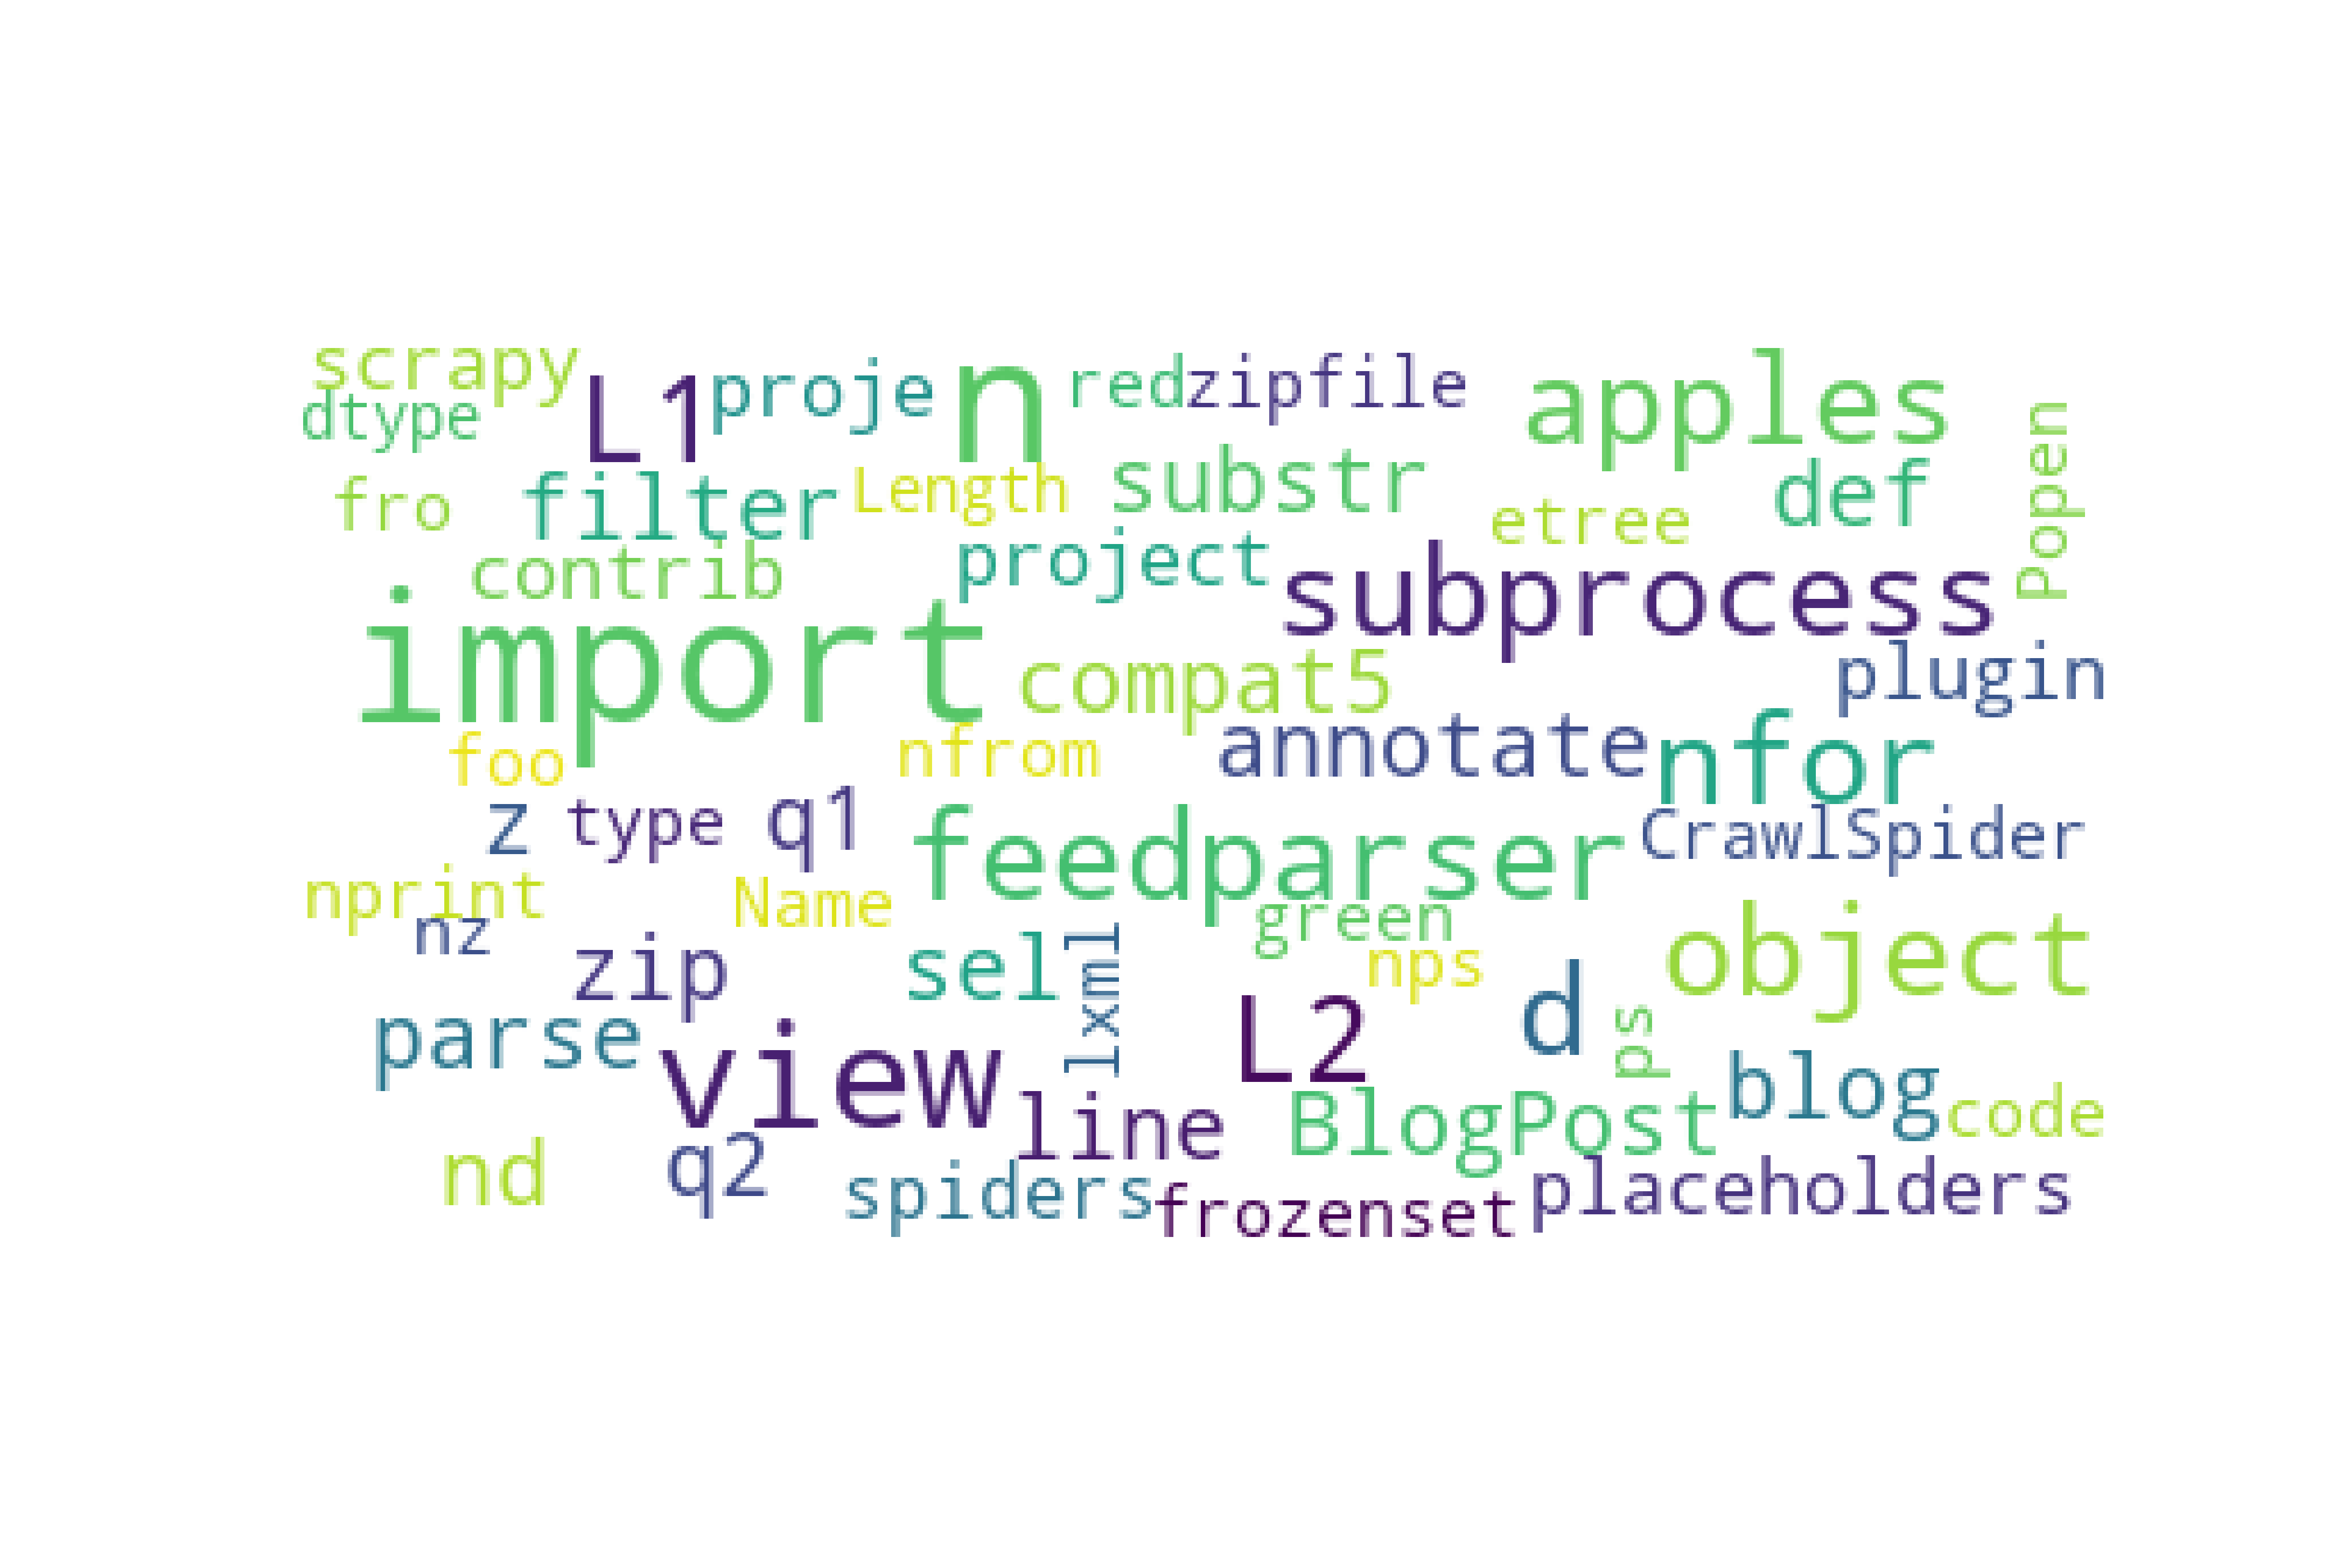 scrapy
L1
proje
n
red
zipfile
apples
dtype
Popen
fro
filter
Length
substr
etree
def
contrib
project
subprocess
import
compat5
plugin
foo
nfrom
annotate
nfor
z
type
q1
feedparser
CrawlSpider
nprint
Name
green
nz
zip
sel
lxml
nps
object
parse
view
L2
d
ps
line
BlogPost
blog
code
nd
q2
spiders
frozenset
placeholders